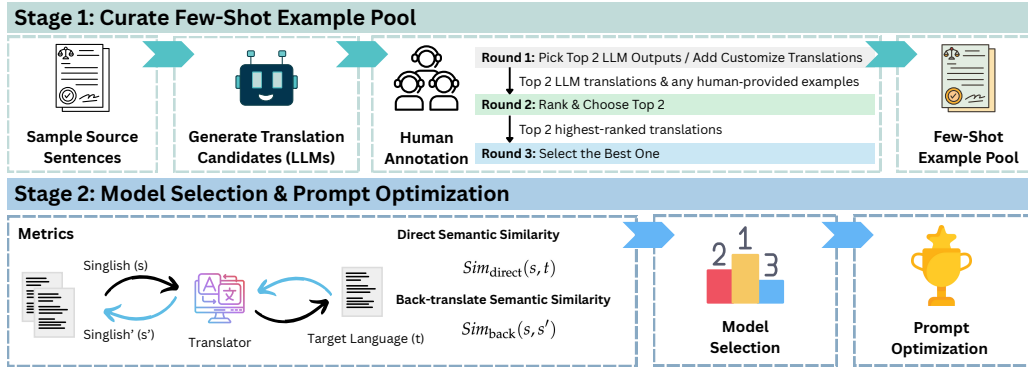 Stage 1: Curate Few-Shot Example Pool
Sample Source
Sentences
Generate Translation
Candidates (LLMs)
Human
Annotation
Round 1: Pick Top 2 LLM Outputs / Add Customize Translations
Top 2 LLM translations & any human-provided examples
Round 2: Rank & Choose Top 2
Top 2 highest-ranked translations
Round 3: Select the Best One
Few-Shot
Example Pool
Stage 2: Model Selection & Prompt Optimization
Metrics
Singlish (s)
Singlish' (s')
A
文
Translator
Target Language (t)
Direct Semantic Similarity
Sim_direct(s, t)
Back-translate Semantic Similarity
Sim_back(s, s')
2 1 3
Model
Selection
Prompt
Optimization